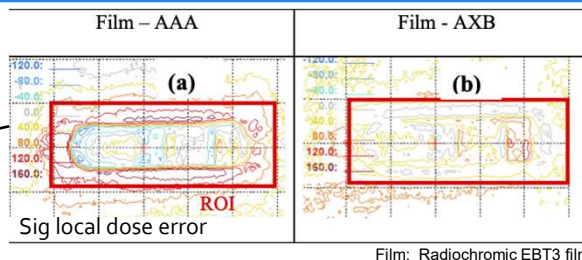 Film – AAA
Film - AXB
-120.0:
-80.0:
-40.0:
0.0:
40.0:
80.0:
120.0:
160.0:
(a)
ROI
-120.0:
-80.0:
-40.0:
0.0:
40.0:
80.0:
120.0:
160.0:
(b)
Sig local dose error
Film: Radiochromic EBT3 film